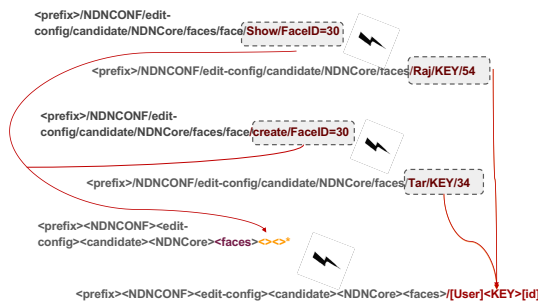 <prefix>/NDNCONF/edit-
config/candidate/NDNCore/faces/face/Show/FaceID=30
<prefix>/NDNCONF/edit-config/candidate/NDNCore/faces/Raj/KEY/54
<prefix>/NDNCONF/edit-
config/candidate/NDNCore/faces/face/create/FaceID=30
<prefix>/NDNCONF/edit-config/candidate/NDNCore/faces/Tar/KEY/34
<prefix><NDNCONF><edit-
config><candidate><NDNCore><faces><><>*
<prefix><NDNCONF><edit-config><candidate><NDNCore><faces>/[User]<KEY>[id]